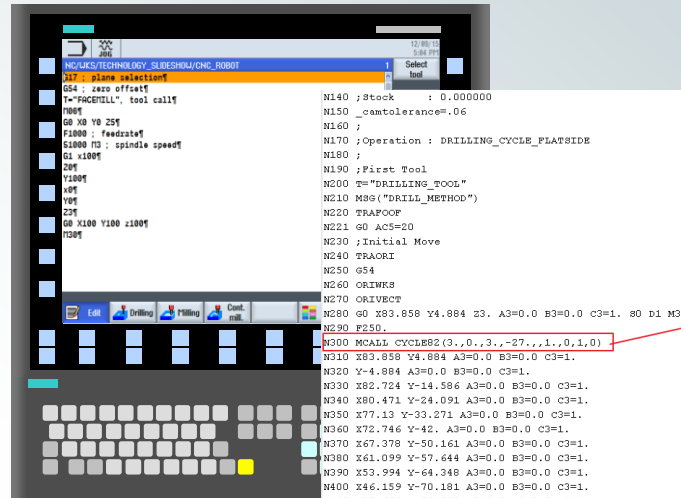 12/09/13
5:04 PM
JOG
NC/WKS/TECHNOLOGY_SLIDESHOW/CNC_ROBOT 1
Select
tool
G17 ; plane selection¶
G54 ; zero offset¶
T="FACEMILL", tool call¶
M06¶
G0 X0 Y0 Z5¶
F1000 ; feedrate¶
S1000 M3 ; spindle speed¶
G1 x100¶
Z0¶
Y100¶
x0¶
Y0¶
Z3¶
G0 X100 Y100 z100¶
M30¶
Edit
Drilling
Milling
Cont.
mill.
N140 ;Stock : 0.000000
N150 _camtolerance=.06
N160 ;
N170 ;Operation : DRILLING_CYCLE_FLATSIDE
N180 ;
N190 ;First Tool
N200 T="DRILLING_TOOL"
N210 MSG("DRILL_METHOD")
N220 TRAFOOF
N221 G0 AC5=20
N230 ;Initial Move
N240 TRAORI
N250 G54
N260 ORIWKS
N270 ORIVECT
N280 G0 X83.858 Y4.884 Z3. A3=0.0 B3=0.0 C3=1. S0 D1 M3
N290 F250.
N300 MCALL CYCLE82(3.,0.,3.,-27.,,1.,0,1,0)
N310 X83.858 Y4.884 A3=0.0 B3=0.0 C3=1.
N320 Y-4.884 A3=0.0 B3=0.0 C3=1.
N330 X82.724 Y-14.586 A3=0.0 B3=0.0 C3=1.
N340 X80.471 Y-24.091 A3=0.0 B3=0.0 C3=1.
N350 X77.13 Y-33.271 A3=0.0 B3=0.0 C3=1.
N360 X72.746 Y-42. A3=0.0 B3=0.0 C3=1.
N370 X67.378 Y-50.161 A3=0.0 B3=0.0 C3=1.
N380 X61.099 Y-57.644 A3=0.0 B3=0.0 C3=1.
N390 X53.994 Y-64.348 A3=0.0 B3=0.0 C3=1.
N400 X46.159 Y-70.181 A3=0.0 B3=0.0 C3=1.